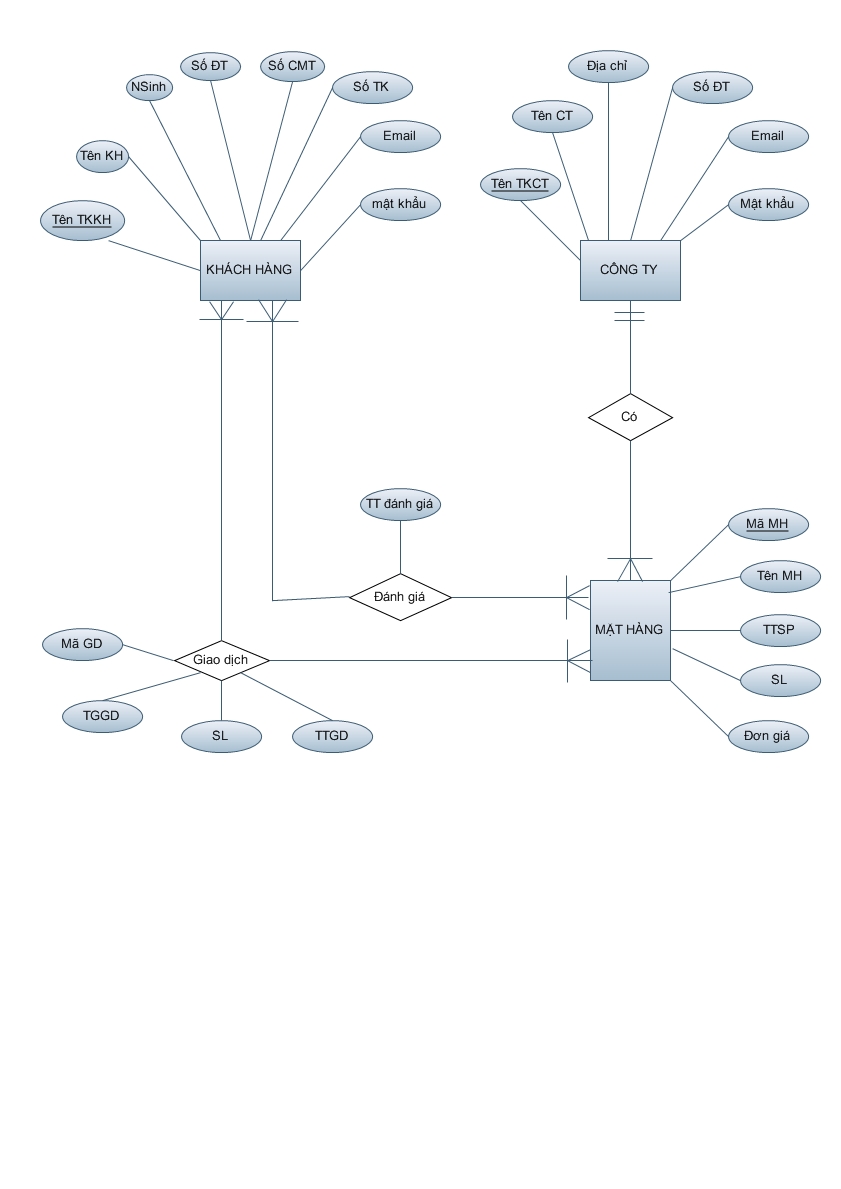 Số ĐT
Số CMT
NSinh
Số TK
Email
Tên KH
mật khẩu
Tên TKKH
KHÁCH HÀNG
Địa chỉ
Số ĐT
Tên CT
Email
Tên TKCT
Mật khẩu
CÔNG TY
Có
TT đánh giá
Đánh giá
Mã MH
Tên MH
MẶT HÀNG
TTSP
SL
Đơn giá
Mã GD
Giao dịch
TGGD
SL
TTGD